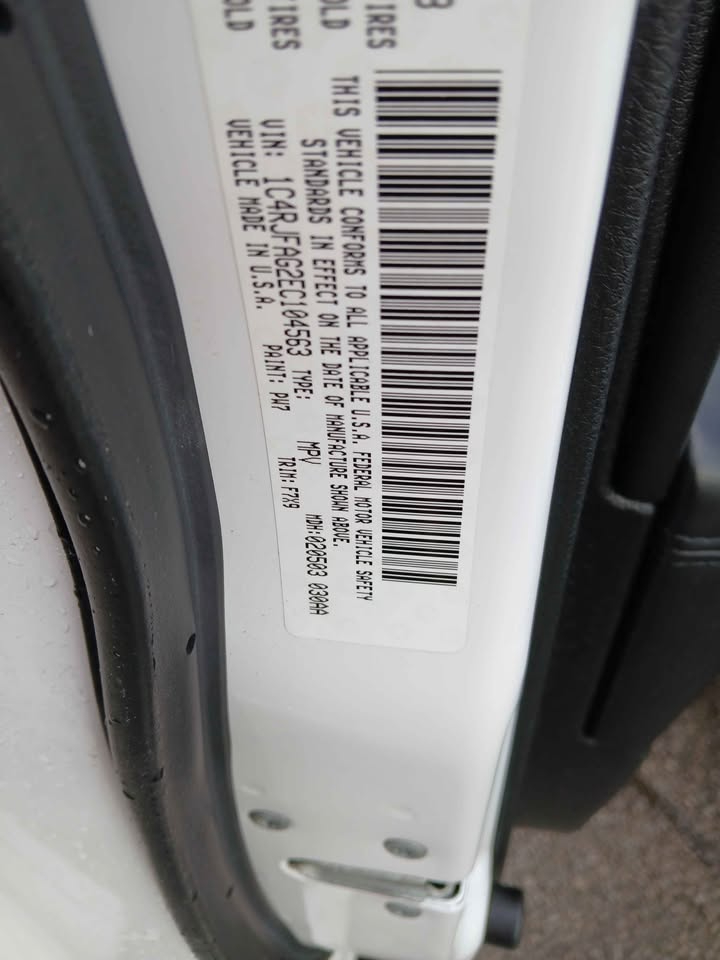 IRES
OLD
IRES
OLD
THIS VEHICLE CONFORMS TO ALL APPLICABLE U.S.A. FEDERAL MOTOR VEHICLE SAFETY
STANDARDS IN EFFECT ON THE DATE OF MANUFACTURE SHOWN ABOVE.
VIN: 1C4RJFAG2EC104563 TYPE: MPV MDH:020503 030AA
VEHICLE MADE IN U.S.A. PAINT: PW7 TRIM: F7X9